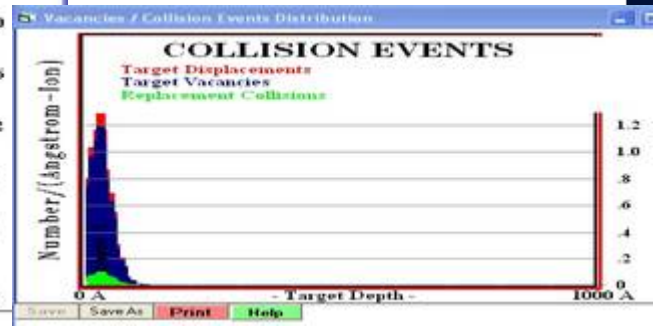 Vacancies / Collision Events Distribution
COLLISION EVENTS
Target Displacements
Target Vacancies
Replacement Collisions
Number/(Angstrom-Ion)
1.2
1.0
.8
.6
.4
.2
0
0 A
- Target Depth -
1000 A
Save
Save As
Print
Help